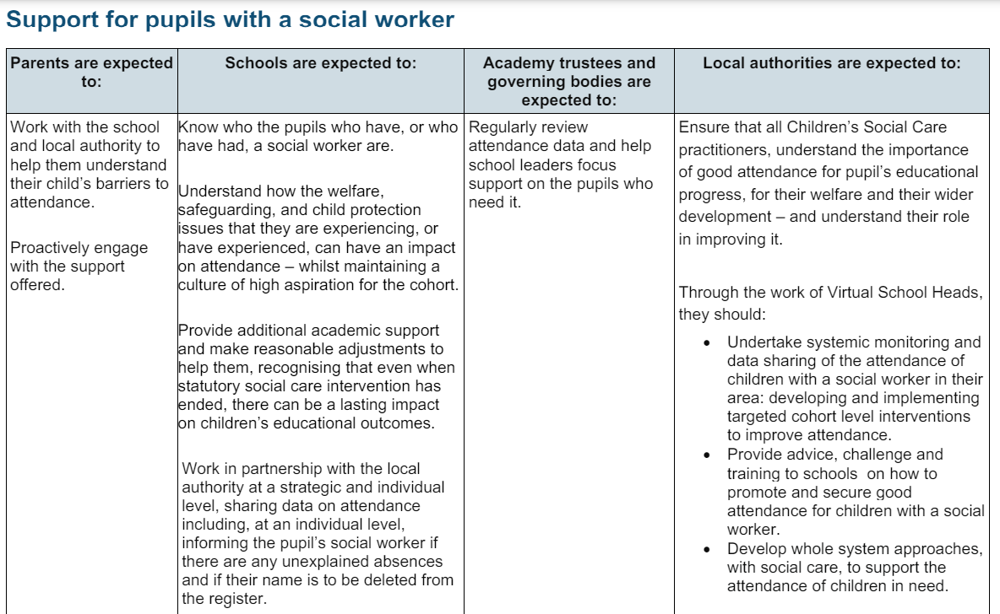 Support for pupils with a social worker
Parents are expected
to:
Schools are expected to:
Academy trustees and
governing bodies are
expected to:
Local authorities are expected to:
Work with the school
and local authority to
help them understand
their child’s barriers to
attendance.
Proactively engage
with the support
offered.
Know who the pupils who have, or who
have had, a social worker are.
Understand how the welfare,
safeguarding, and child protection
issues that they are experiencing, or
have experienced, can have an impact
on attendance – whilst maintaining a
culture of high aspiration for the cohort.
Provide additional academic support
and make reasonable adjustments to
help them, recognising that even when
statutory social care intervention has
ended, there can be a lasting impact
on children’s educational outcomes.
Work in partnership with the local
authority at a strategic and individual
level, sharing data on attendance
including, at an individual level,
informing the pupil’s social worker if
there are any unexplained absences
and if their name is to be deleted from
the register.
Regularly review
attendance data and help
school leaders focus
support on the pupils who
need it.
Ensure that all Children’s Social Care
practitioners, understand the importance
of good attendance for pupil’s educational
progress, for their welfare and their wider
development – and understand their role
in improving it.
Through the work of Virtual School Heads,
they should:
• Undertake systemic monitoring and
data sharing of the attendance of
children with a social worker in their
area: developing and implementing
targeted cohort level interventions
to improve attendance.
• Provide advice, challenge and
training to schools on how to
promote and secure good
attendance for children with a social
worker.
• Develop whole system approaches,
with social care, to support the
attendance of children in need.